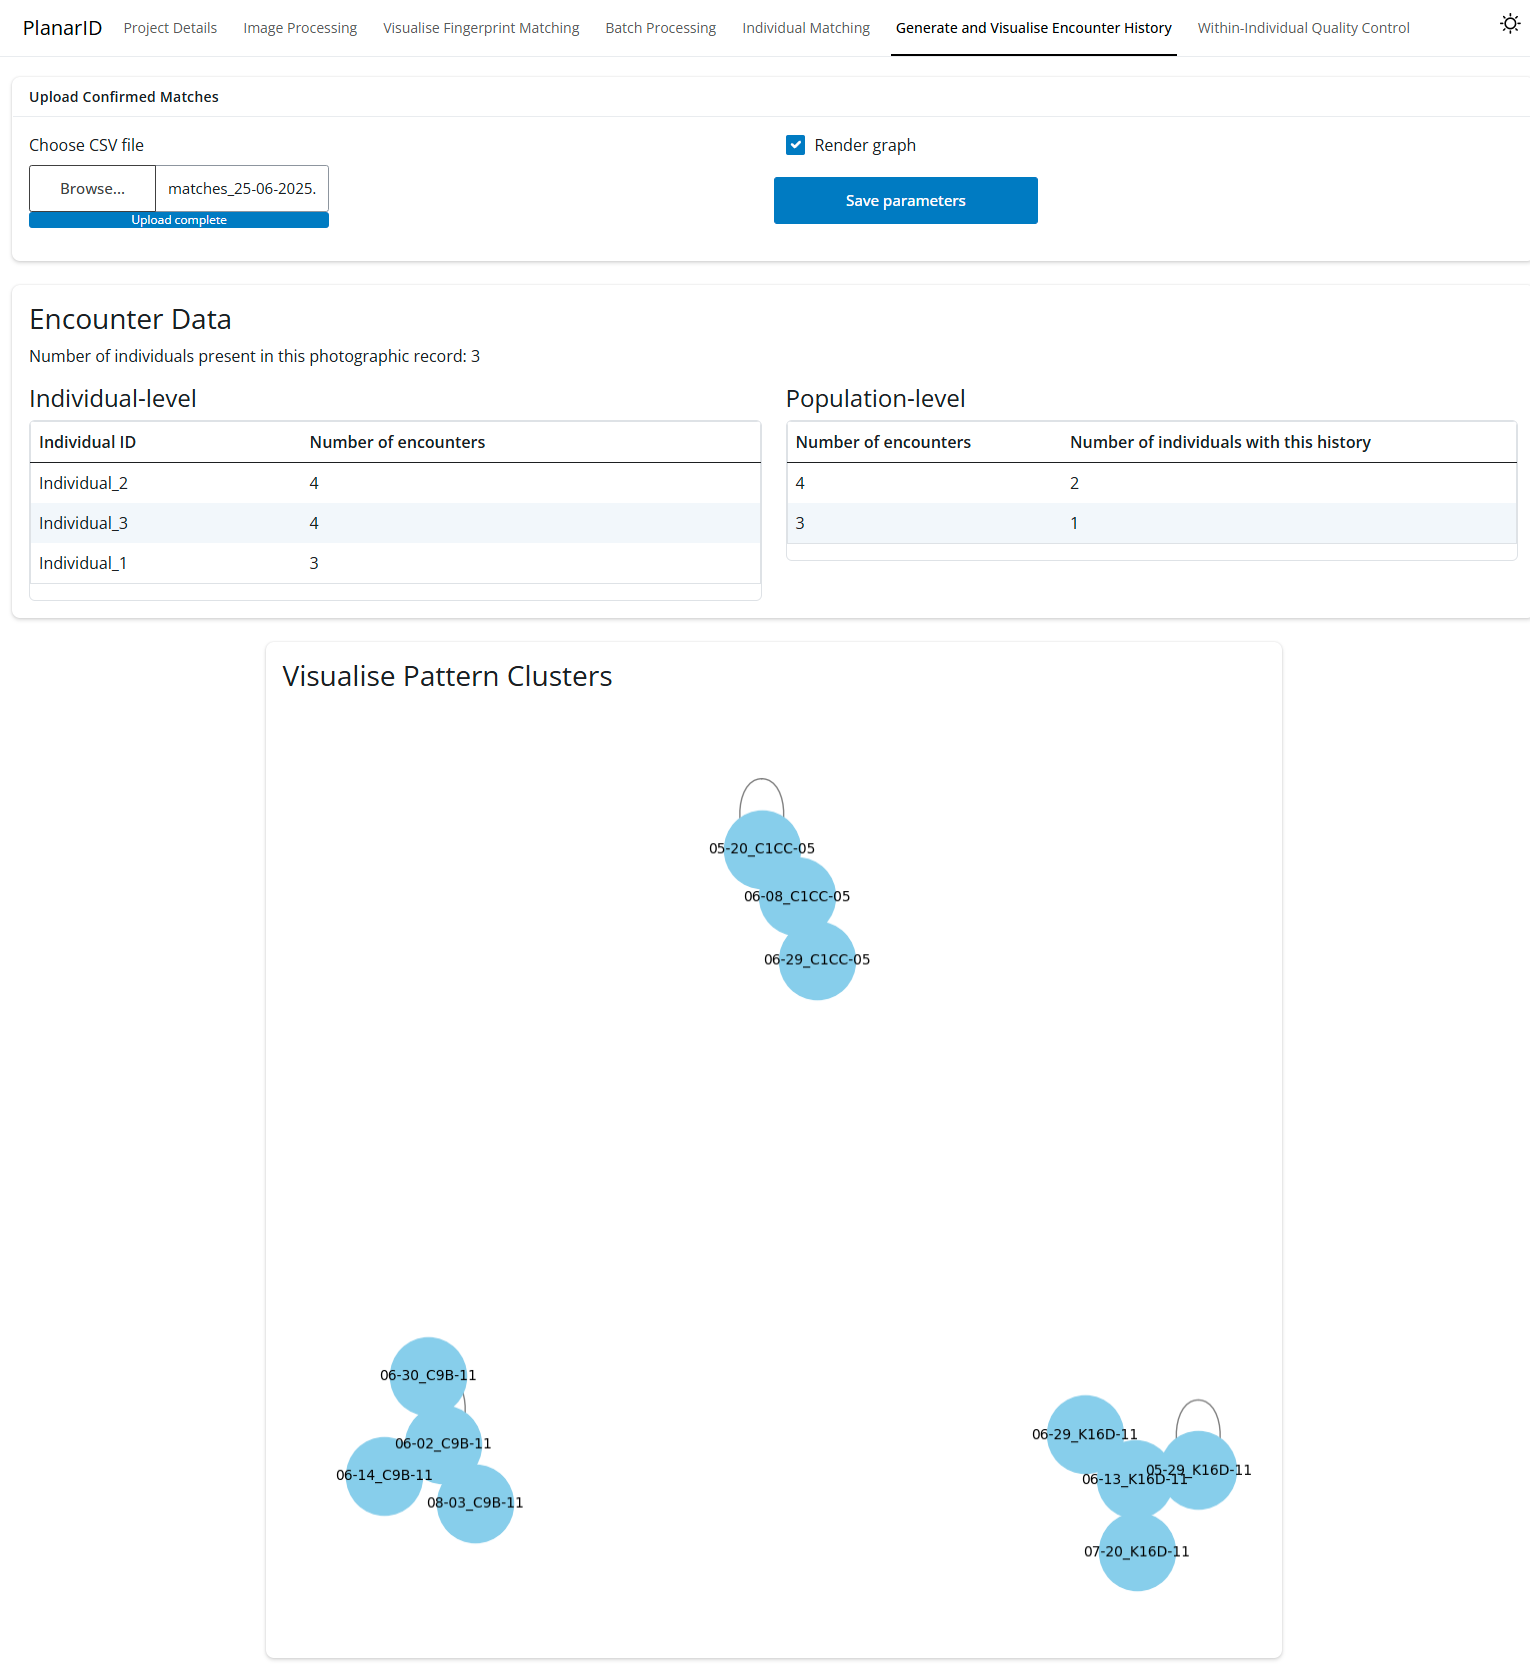 PlanarID Project Details Image Processing Visualise Fingerprint Matching Batch Processing Individual Matching Generate and Visualise Encounter History Within-Individual Quality Control
Upload Confirmed Matches
Choose CSV file
Browse... matches_25-06-2025.
Upload complete
Render graph
Save parameters
Encounter Data
Number of individuals present in this photographic record: 3
Individual-level
Individual ID Number of encounters
Individual_2 4
Individual_3 4
Individual_1 3
Population-level
Number of encounters Number of individuals with this history
4 2
3 1
Visualise Pattern Clusters
05-20_C1CC-05
06-08_C1CC-05
06-29_C1CC-05
06-30_C9B-11
06-02_C9B-11
06-14_C9B-11
08-03_C9B-11
06-29_K16D-11
05-29_K16D-11
06-13_K16D-11
07-20_K16D-11